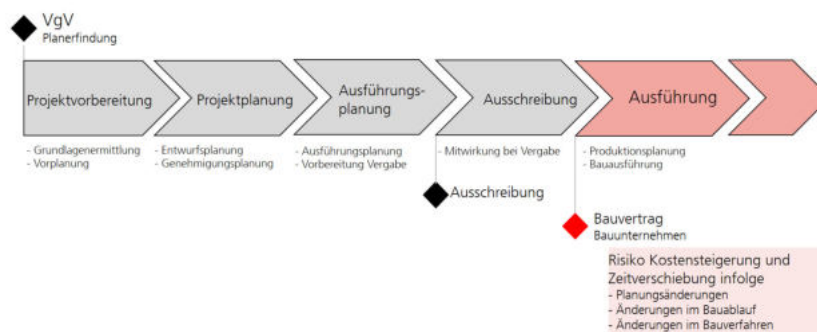 VgV
Planerfindung
Projektvorbereitung
Projektplanung
Ausführungs-
planung
Ausschreibung
Ausführung
- Grundlagenermittlung
- Vorplanung
- Entwurfsplanung
- Genehmigungsplanung
- Ausführungsplanung
- Vorbereitung Vergabe
- Mitwirkung bei Vergabe
- Produktionsplanung
- Bauausführung
Ausschreibung
Bauvertrag
Bauunternehmen
Risiko Kostensteigerung und
Zeitverschiebung infolge
- Planungsänderungen
- Änderungen im Bauablauf
- Änderungen im Bauverfahren